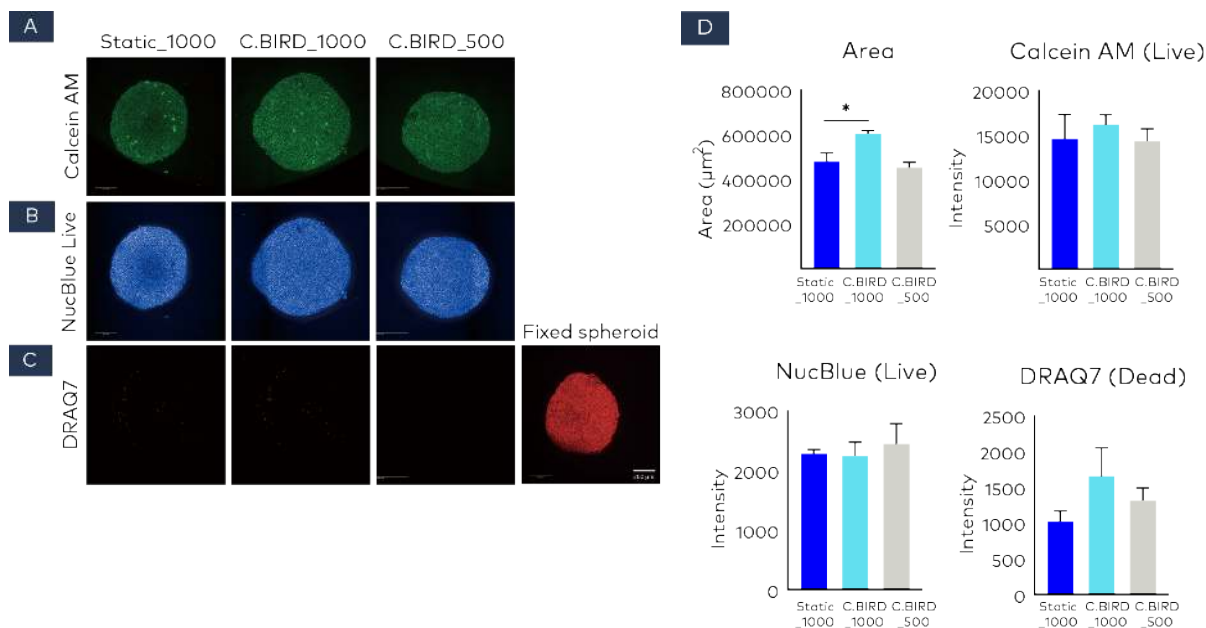 A
Static_1000
C.BIRD_1000
C.BIRD_500
Calcein AM
B
NucBlue Live
C
DRAQ7
Fixed spheroid
D
Area
Area (µm²)
800000
600000
400000
200000
*
Static
_1000
C.BIRD
_1000
C.BIRD
_500
Calcein AM (Live)
Intensity
20000
15000
10000
5000
Static
_1000
C.BIRD
_1000
C.BIRD
_500
NucBlue (Live)
Intensity
3000
2000
1000
0
Static
_1000
C.BIRD
_1000
C.BIRD
_500
DRAQ7 (Dead)
Intensity
2500
2000
1500
1000
500
0
Static
_1000
C.BIRD
_1000
C.BIRD
_500